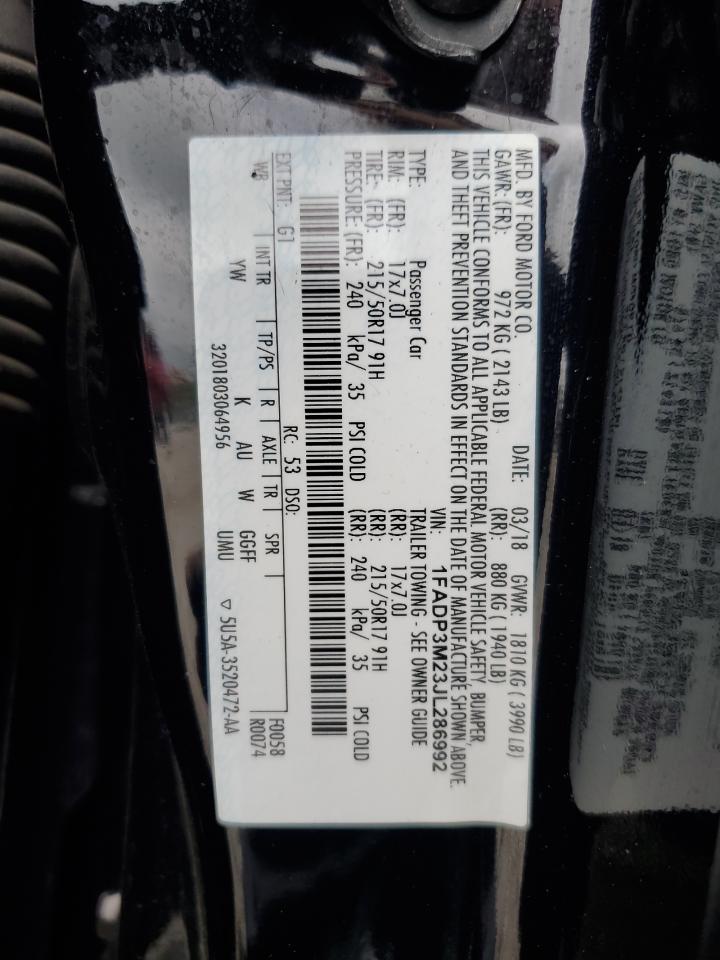 MFD. BY FORD MOTOR CO.
DATE: 03/18 GVWR: 1810 KG ( 3990 LB)
GAWR: (FR): 972 KG ( 2143 LB) (RR): 880 KG ( 1940 LB)
THIS VEHICLE CONFORMS TO ALL APPLICABLE FEDERAL MOTOR VEHICLE SAFETY, BUMPER,
AND THEFT PREVENTION STANDARDS IN EFFECT ON THE DATE OF MANUFACTURE SHOWN ABOVE.
VIN: 1FADP3M23JL286992
TYPE: Passenger Car TRAILER TOWING - SEE OWNER GUIDE
RIM: (FR): 17x7.0J (RR): 17x7.0J
TIRE: (FR): 215/50R17 91H (RR): 215/50R17 91H
PRESSURE: (FR): 240 kPa/ 35 PSI COLD (RR): 240 kPa/ 35 PSI COLD
EXT PNT: G1 RC: 53 DSO: F0058
WB INT TR TP/PS R AXLE TR SPR R0074
YW K AU W GGFF
3201803064956 UMU ▽ 5U5A-3520472-AA